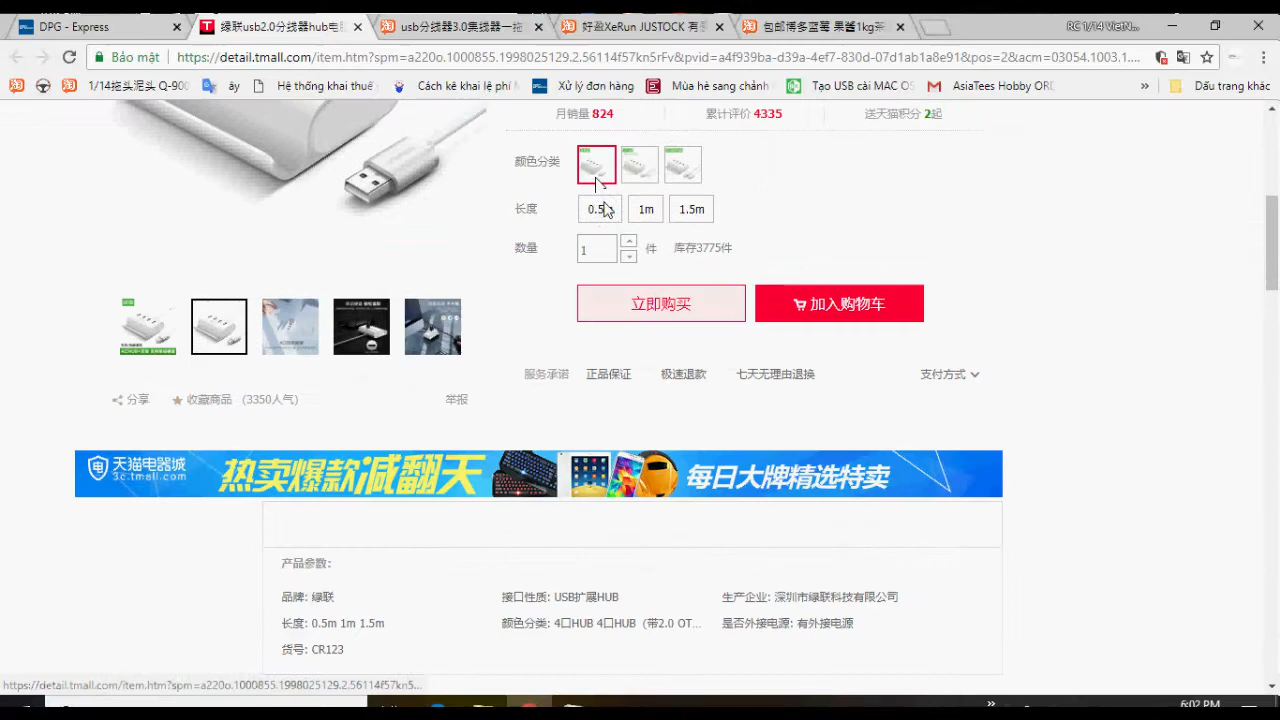 DPG - Express
绿联usb2.0分线器hub电
usb分线器3.0集线器一拖
好盈XeRun JUSTOCK 有
包邮博多蓝莓 果酱1kg茶
RC 1/14 VietN...
Bảo mật
https://detail.tmall.com/item.htm?spm=a220o.1000855.1998025129.2.56114f57kn5rFv&pvid=a4f939ba-d39a-4ef7-830d-07d1ab1a8e91&pos=2&acm=03054.1003.1....
1/14拖头泥头 Q-900
ây
Hệ thống khai thuế
Cách kê khai lệ phí M
Xử lý đơn hàng
Mùa hè sang chảnh
Tạo USB cài MAC OS
AsiaTees Hobby ORD
»
Dấu trang khác
月销量 824
累计评价 4335
送天猫积分 2起
颜色分类
长度
0.5
1m
1.5m
数量
1
件
库存3775件
立即购买
加入购物车
服务承诺
正品保证
极速退款
七天无理由退换
支付方式
分享
收藏商品
(3350人气)
举报
天猫电器城
3c.tmall.com
热卖爆款减翻天
每日大牌精选特卖
产品参数:
品牌: 绿联
接口性质: USB扩展HUB
生产企业: 深圳市绿联科技有限公司
长度: 0.5m 1m 1.5m
颜色分类: 4口HUB 4口HUB（带2.0 OT...
是否外接电源: 有外接电源
货号: CR123
https://detail.tmall.com/item.htm?spm=a220o.1000855.1998025129.2.56114f57kn5...
6:02 PM